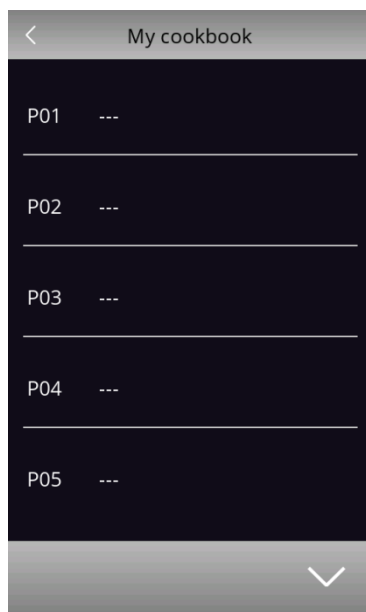 My cookbook
P01 ---
P02 ---
P03 ---
P04 ---
P05 ---